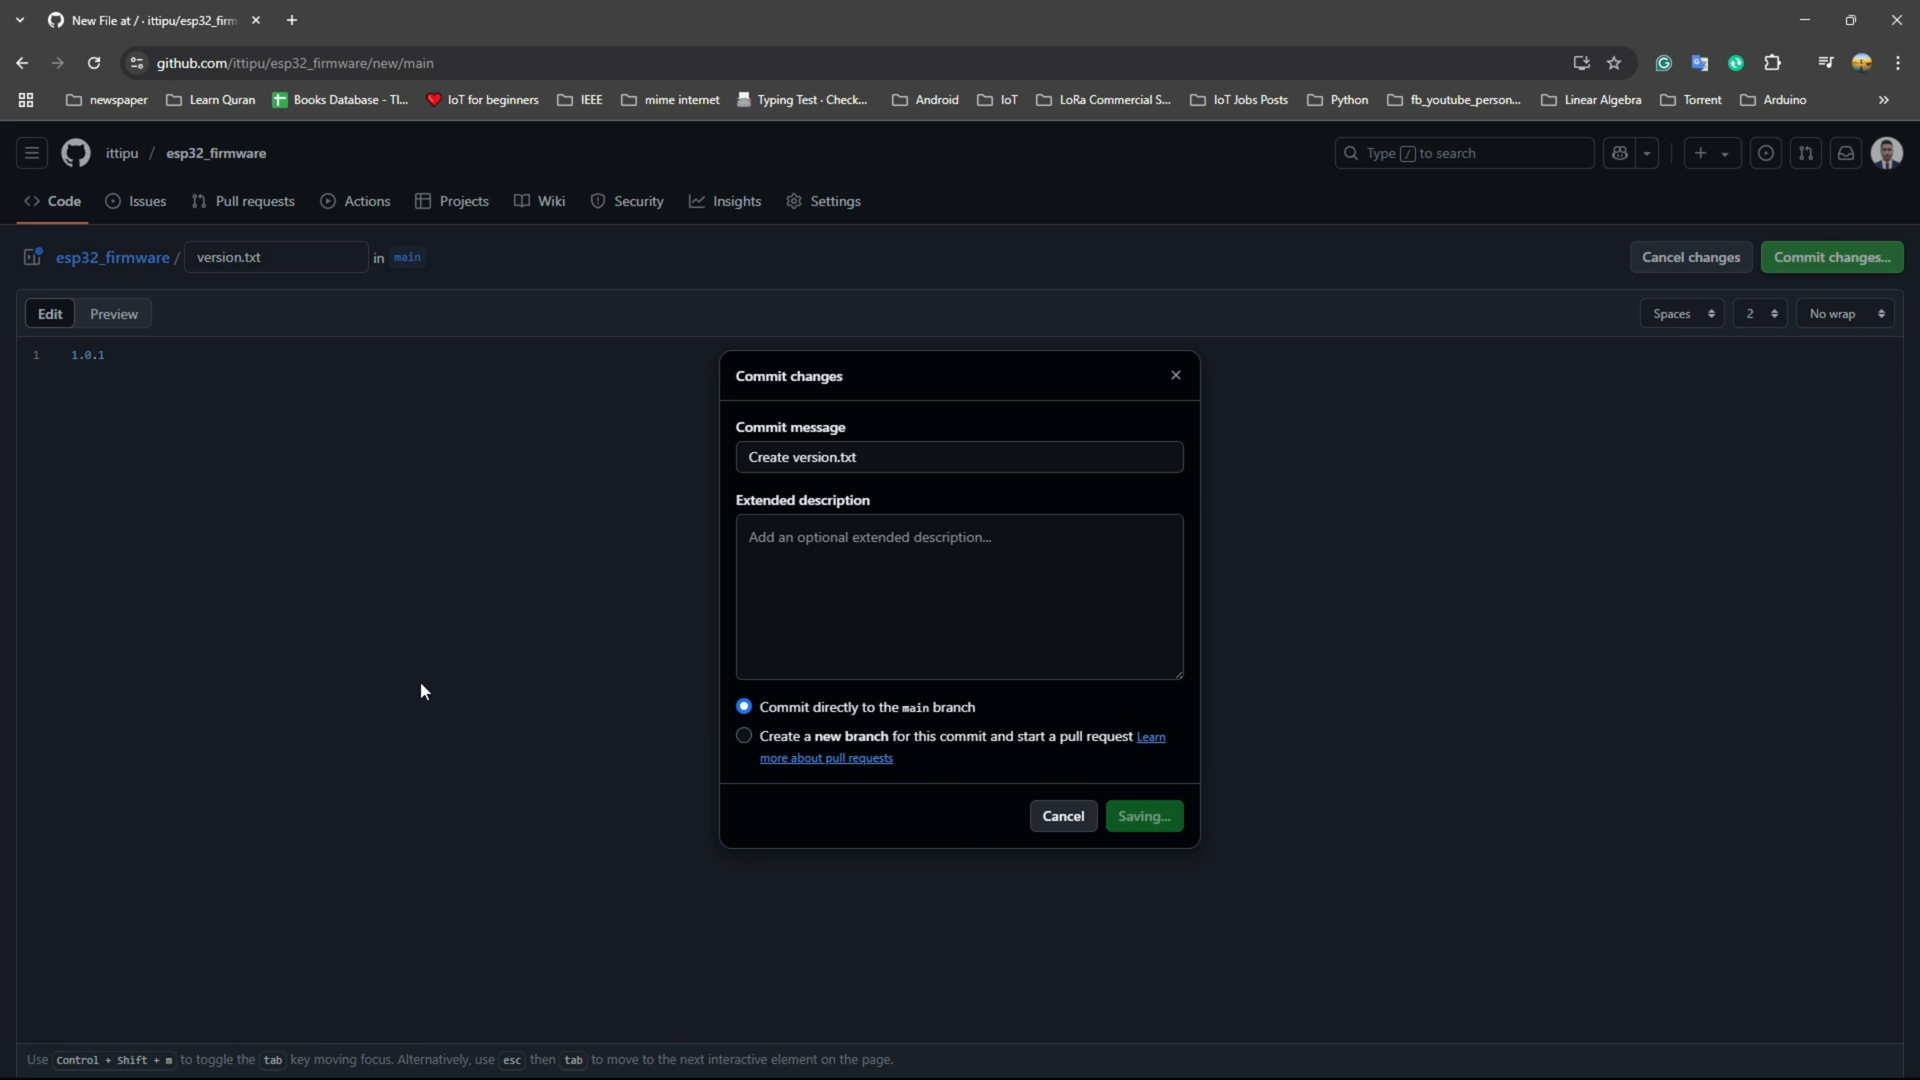 New File at / · ittipu/esp32_firm
github.com/ittipu/esp32_firmware/new/main
newspaper Learn Quran Books Database - Ti... IoT for beginners IEEE mime internet Typing Test · Check... Android IoT LoRa Commercial S... IoT Jobs Posts Python fb_youtube_person... Linear Algebra Torrent Arduino »
ittipu / esp32_firmware Type / to search
Code Issues Pull requests Actions Projects Wiki Security Insights Settings
esp32_firmware / version.txt in main Cancel changes Commit changes...
Edit Preview Spaces 2 No wrap
1 1.0.1
Commit changes
Commit message
Create version.txt
Extended description
Add an optional extended description...
Commit directly to the main branch
Create a new branch for this commit and start a pull request Learn
more about pull requests
Cancel Saving...
Use Control + Shift + m to toggle the tab key moving focus. Alternatively, use esc then tab to move to the next interactive element on the page.